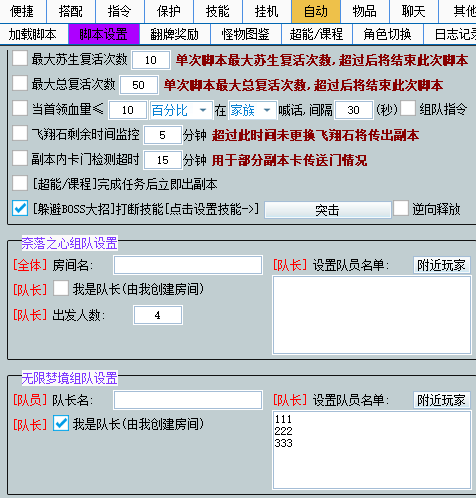 便捷 搭配 指令 保护 技能 挂机 自动 物品 聊天 其他
加载脚本 脚本设置 翻牌奖励 怪物图鉴 超能/课程 角色切换 日志记录
最大苏生复活次数 10 单次脚本最大苏生复活次数,超过后将结束此次脚本
最大总复活次数 50 单次脚本最大总复活次数,超过后将结束此次脚本
当首领血量≤ 10 百分比 在 家族 喊话,间隔 30 (秒) 组队指令
飞翔石剩余时间监控 5 分钟 超过此时间未更换飞翔石将传出副本
副本内卡门检测超时 15 分钟 用于部分副本卡传送门情况
[超能/课程]完成任务后立即出副本
[躲避BOSS大招]打断技能[点击设置技能->] 突击 逆向释放
奈落之心组队设置
[全体] 房间名: [队长] 设置队员名单: 附近玩家
[队长] 我是队长(由我创建房间)
[队长] 出发人数: 4
无限梦境组队设置
[队员] 队长名: [队长] 设置队员名单: 附近玩家
[队长] 我是队长(由我创建房间)
111
222
333